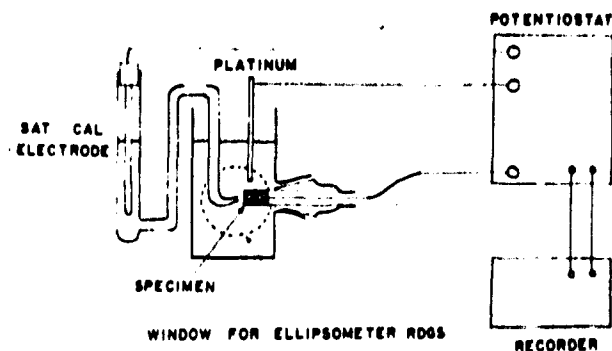 POTENTIOSTAT
PLATINUM
SAT CAL
ELECTRODE
SPECIMEN
WINDOW FOR ELLIPSOMETER RDGS
RECORDER